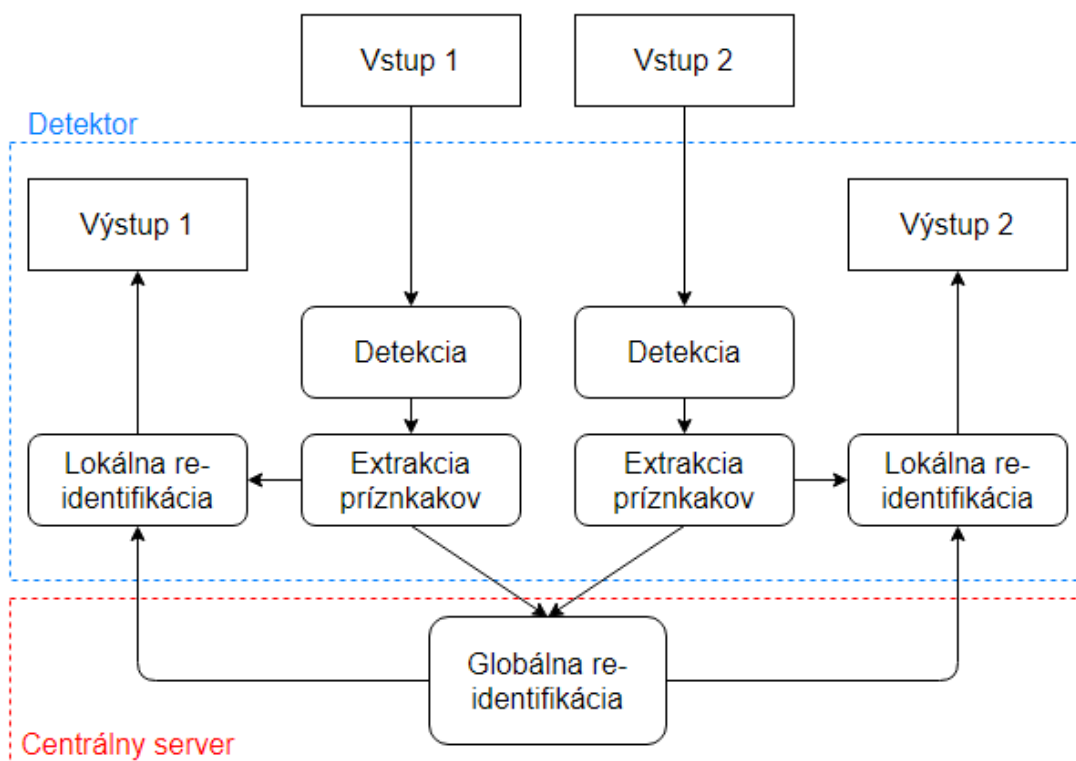 Vstup 1
Vstup 2
Detektor
Výstup 1
Výstup 2
Detekcia
Detekcia
Lokálna re-
identifikácia
Extrakcia
príznkakov
Extrakcia
príznkakov
Lokálna re-
identifikácia
Globálna re-
identifikácia
Centrálny server